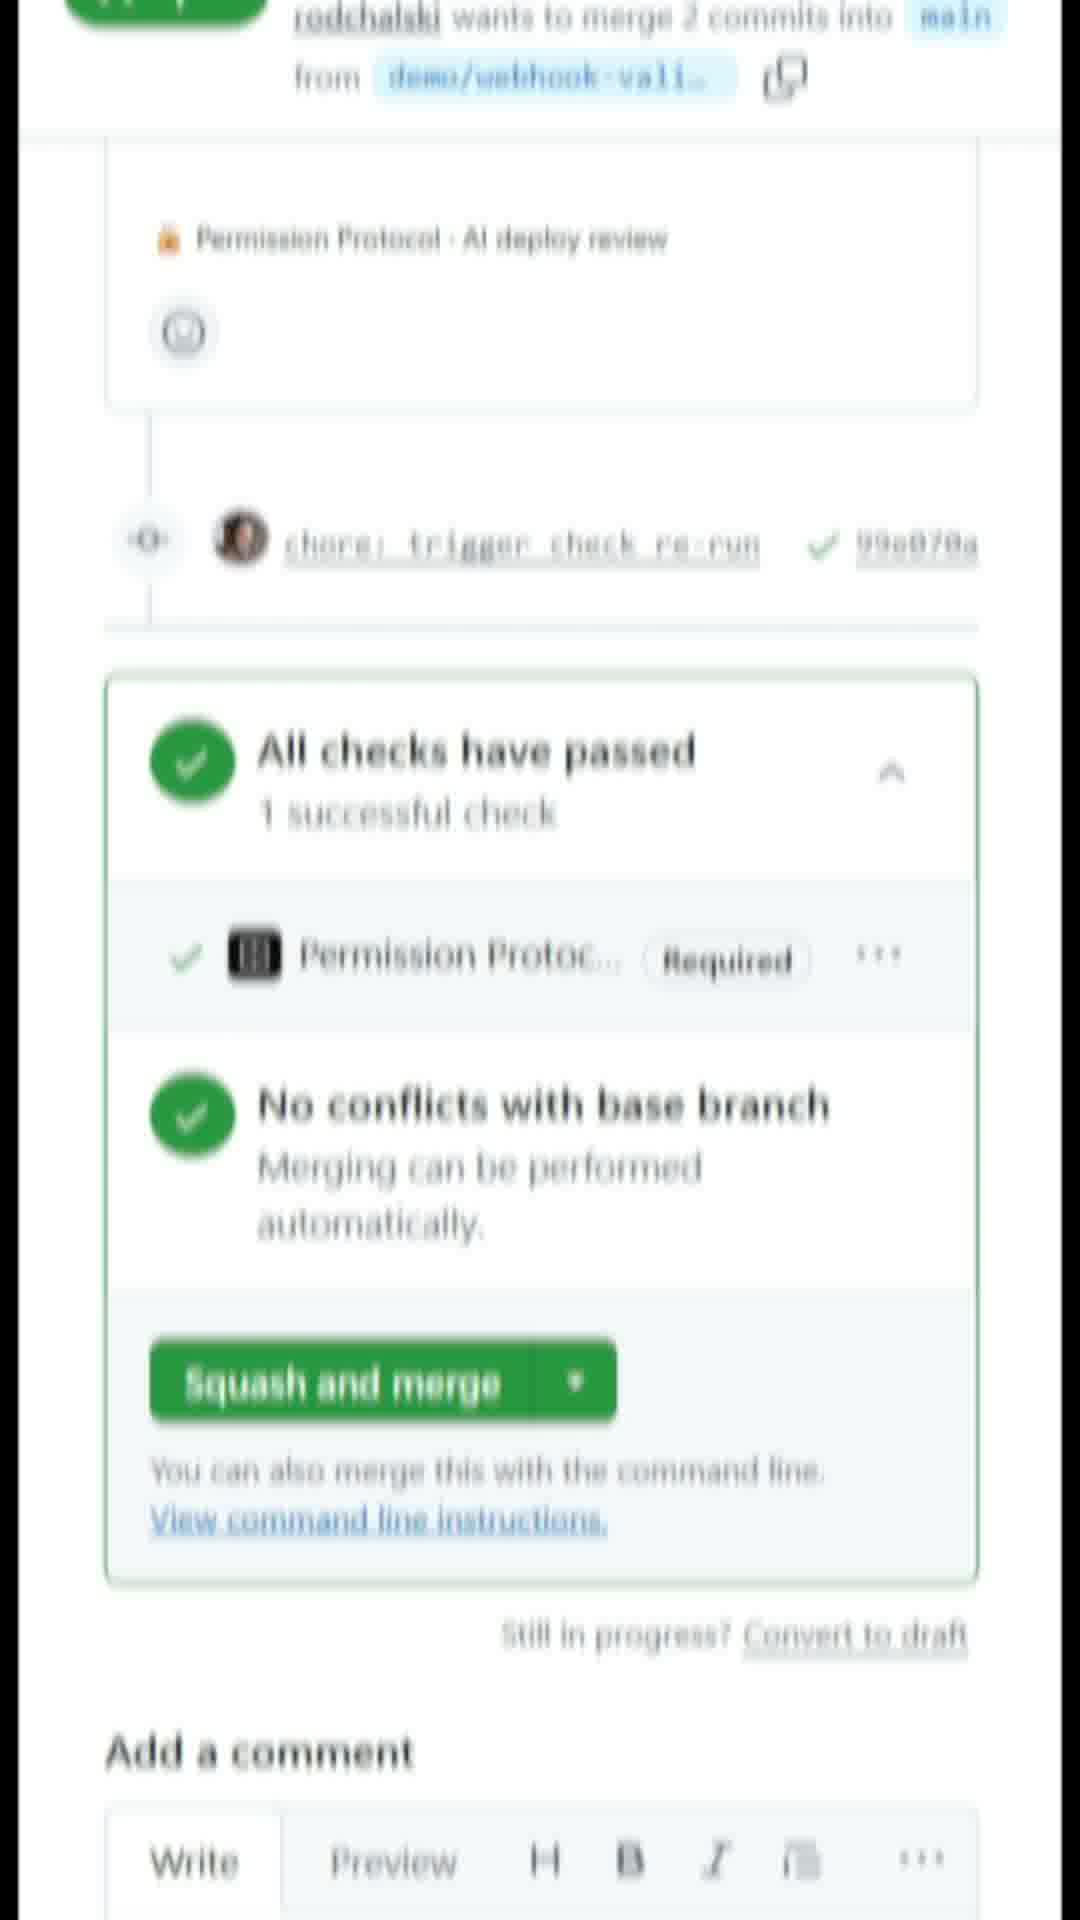 rodchalski wants to merge 2 commits into main
from demo/webhook-vali…
Permission Protocol · AI deploy review
chore: trigger check re-run 99e070a
All checks have passed
1 successful check
Permission Protoc... Required
No conflicts with base branch
Merging can be performed
automatically.
Squash and merge
You can also merge this with the command line.
View command line instructions.
Still in progress? Convert to draft
Add a comment
Write Preview H B I